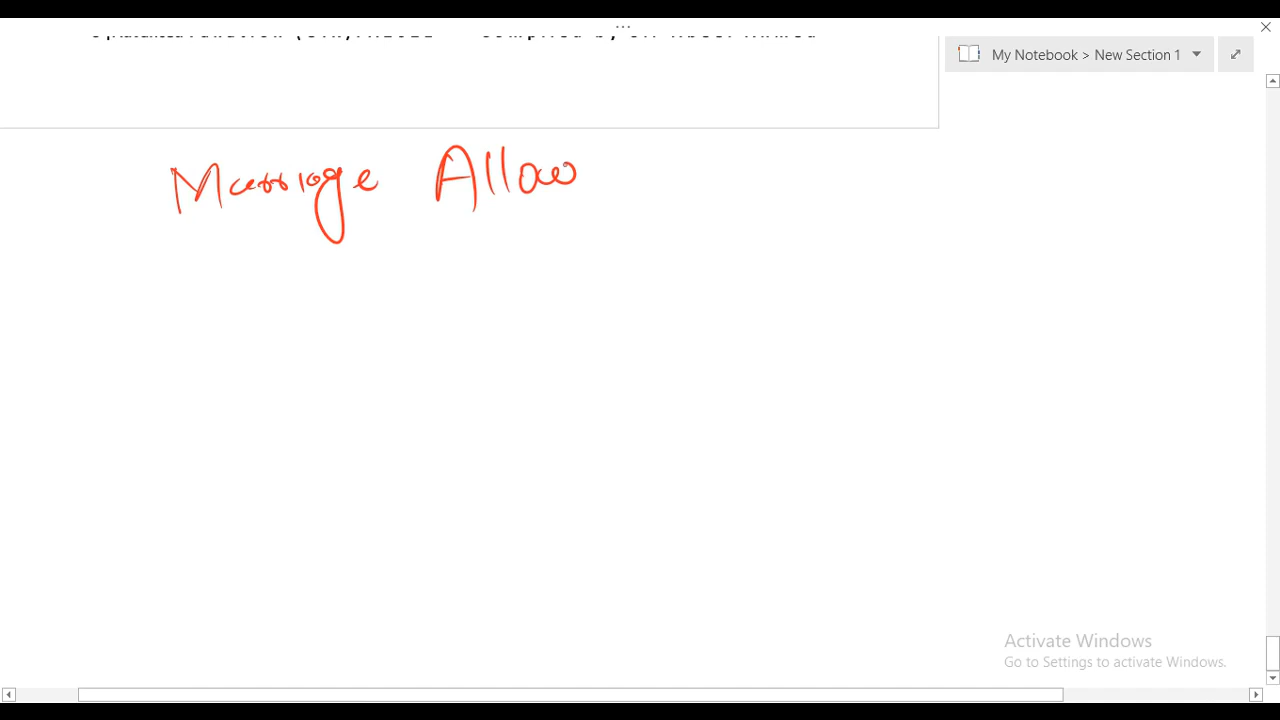 ...
My Notebook > New Section 1
Marriage Allow
Activate Windows
Go to Settings to activate Windows.